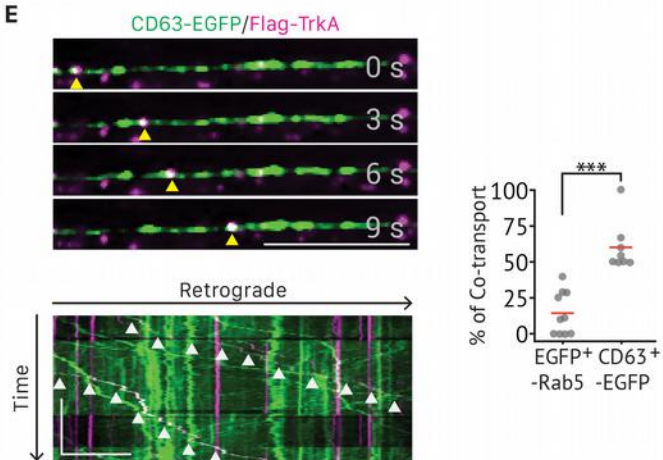 E
CD63-EGFP/Flag-TrkA
0 s
3 s
6 s
9 s
Retrograde
Time
% of Co-transport
***
100
75
50
25
0
EGFP+ CD63+
-Rab5 -EGFP